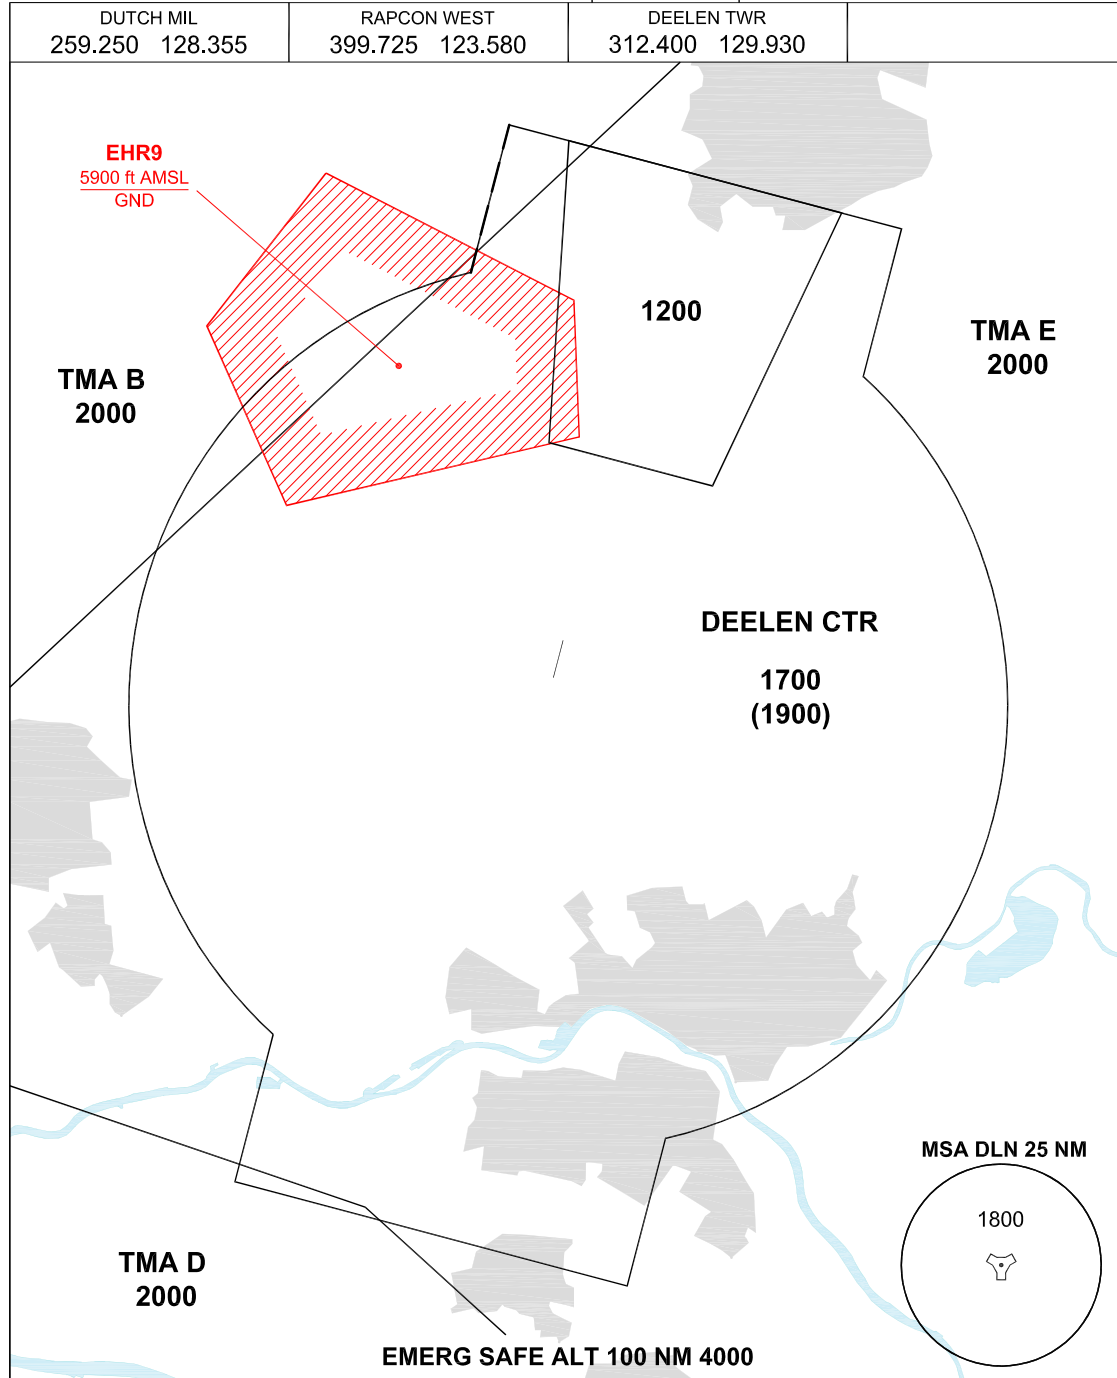 DUTCH MIL
259.250 128.355
RAPCON WEST
399.725 123.580
DEELEN TWR
312.400 129.930
EHR9
5900 ft AMSL
GND
1200
TMA E
2000
TMA B
2000
DEELEN CTR
1700
(1900)
MSA DLN 25 NM
1800
TMA D
2000
EMERG SAFE ALT 100 NM 4000